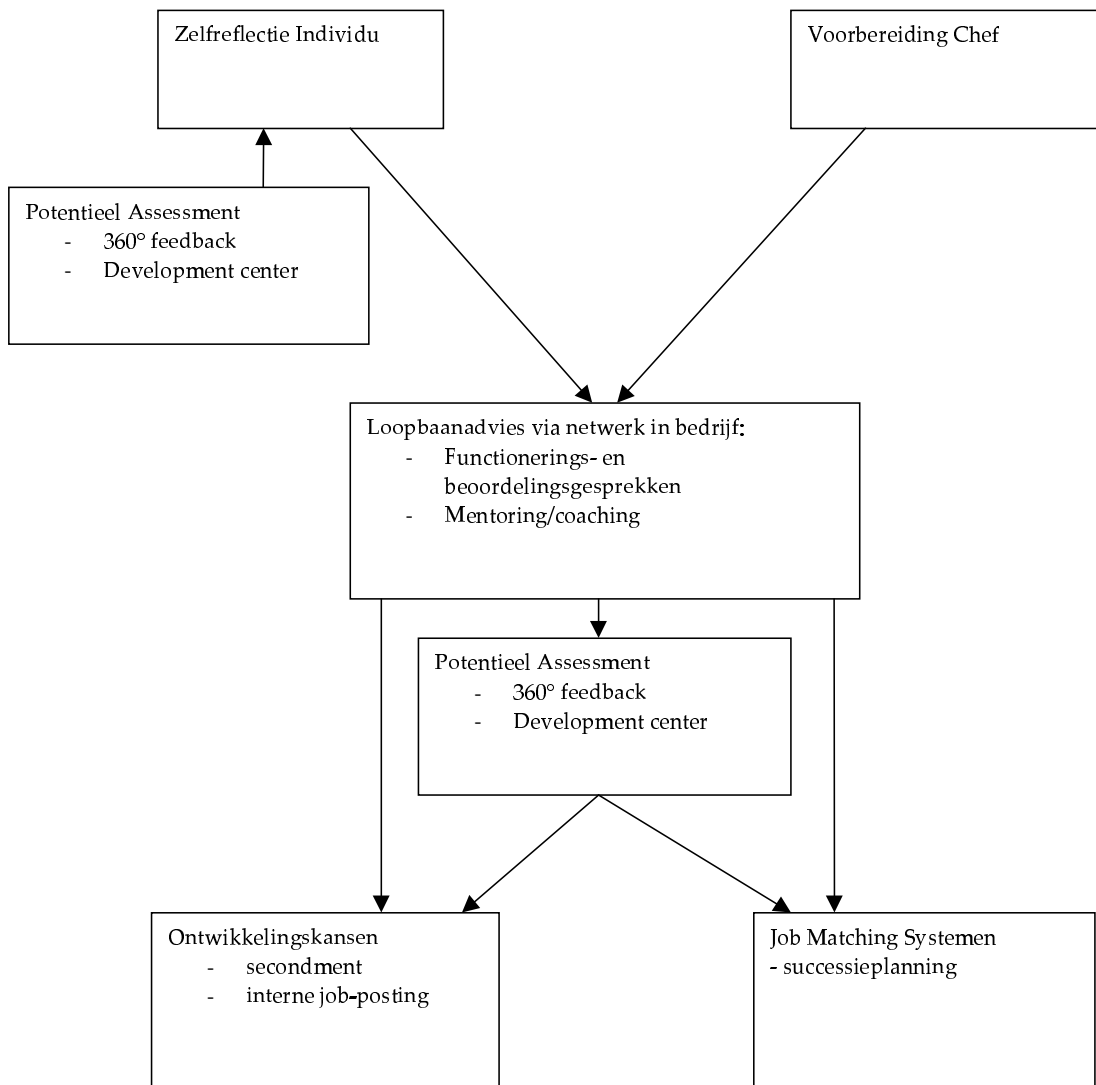 Zelfreflectie Individu
Voorbereiding Chef
Potentieel Assessment
- 360° feedback
- Development center
Loopbaanadvies via netwerk in bedrijf:
- Functionerings- en
beoordelingsgesprekken
- Mentoring/coaching
Potentieel Assessment
- 360° feedback
- Development center
Ontwikkelingskansen
- secondment
- interne job-posting
Job Matching Systemen
- successieplanning